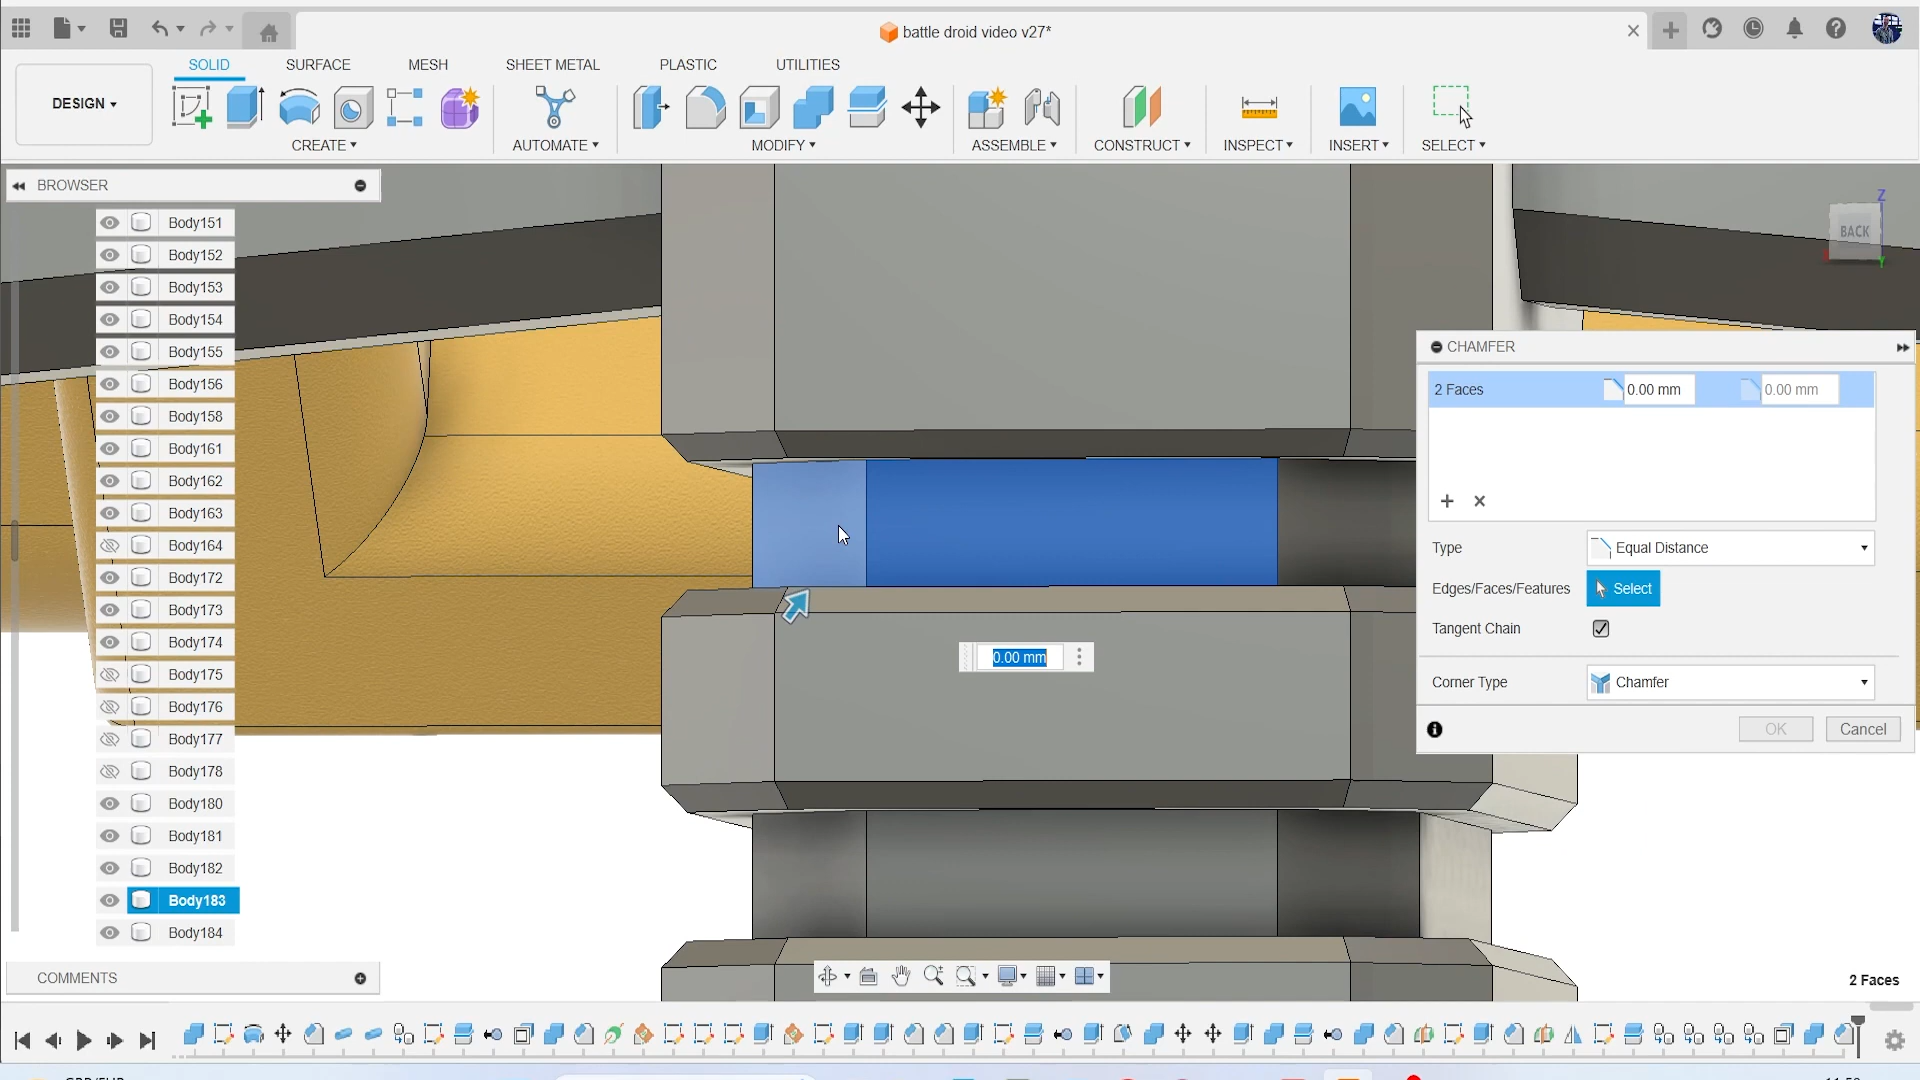 battle droid video v27*
SOLID SURFACE MESH SHEET METAL PLASTIC UTILITIES
DESIGN
CREATE AUTOMATE MODIFY ASSEMBLE CONSTRUCT INSPECT INSERT SELECT
BROWSER
Body151
Body152
Body153
Body154
Body155
Body156
Body158
Body161
Body162
Body163
Body164
Body172
Body173
Body174
Body175
Body176
Body177
Body178
Body180
Body181
Body182
Body183
Body184
COMMENTS
Z
BACK
Y
CHAMFER
2 Faces 0.00 mm 0.00 mm
Type Equal Distance
Edges/Faces/Features Select
Tangent Chain
Corner Type Chamfer
OK Cancel
0.00 mm
2 Faces